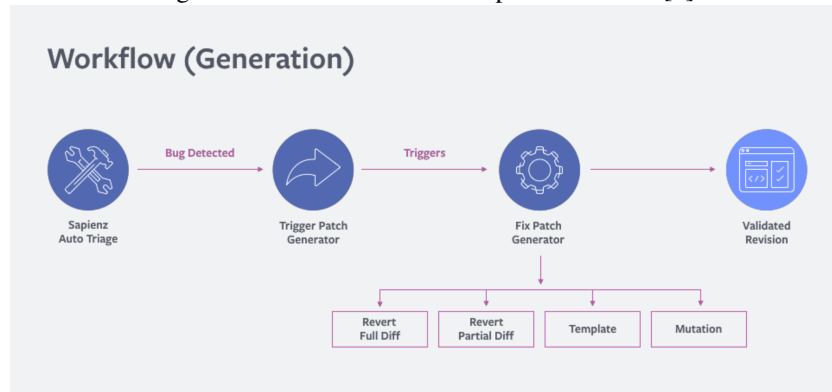 Workflow (Generation)
Bug Detected
Triggers
Sapienz
Auto Triage
Trigger Patch
Generator
Fix Patch
Generator
Validated
Revision
Revert
Full Diff
Revert
Partial Diff
Template
Mutation